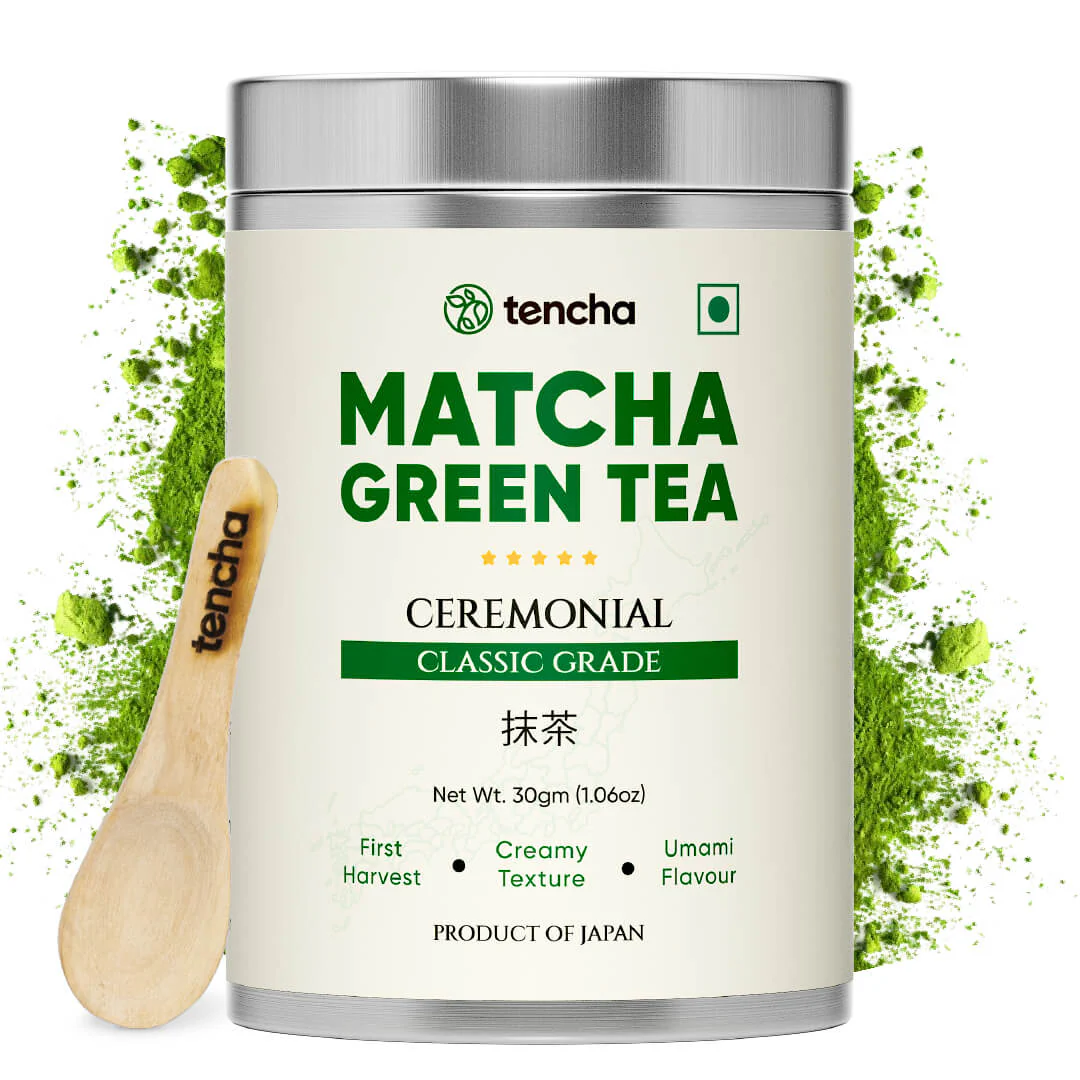 tencha
MATCHA
GREEN TEA
CEREMONIAL
CLASSIC GRADE
抹茶
Net Wt. 30gm (1.06oz)
First
Harvest
•
Creamy
Texture
•
Umami
Flavour
PRODUCT OF JAPAN
tencha